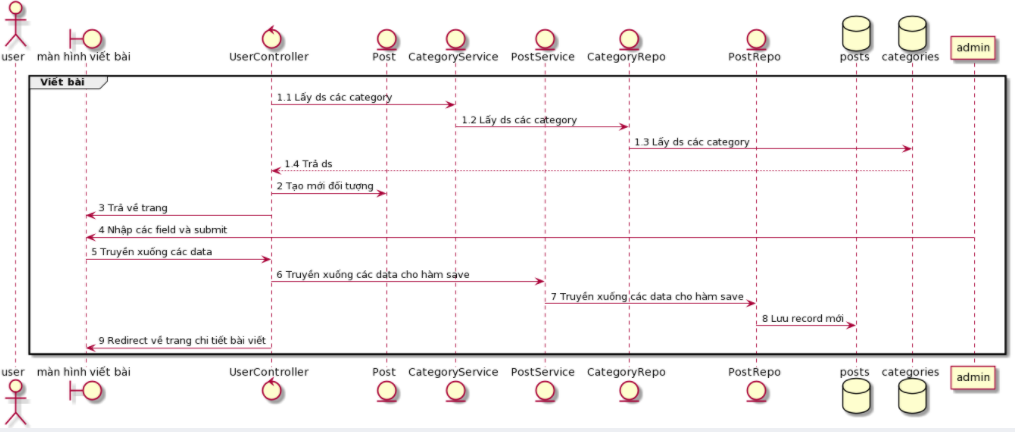 user màn hình viết bài UserController Post CategoryService PostService CategoryRepo PostRepo posts categories admin
Viết bài
1.1 Lấy ds các category
1.2 Lấy ds các category
1.3 Lấy ds các category
1.4 Trả ds
2 Tạo mới đối tượng
3 Trả về trang
4 Nhập các field và submit
5 Truyền xuống các data
6 Truyền xuống các data cho hàm save
7 Truyền xuống các data cho hàm save
8 Lưu record mới
9 Redirect về trang chi tiết bài viết
user màn hình viết bài UserController Post CategoryService PostService CategoryRepo PostRepo posts categories admin